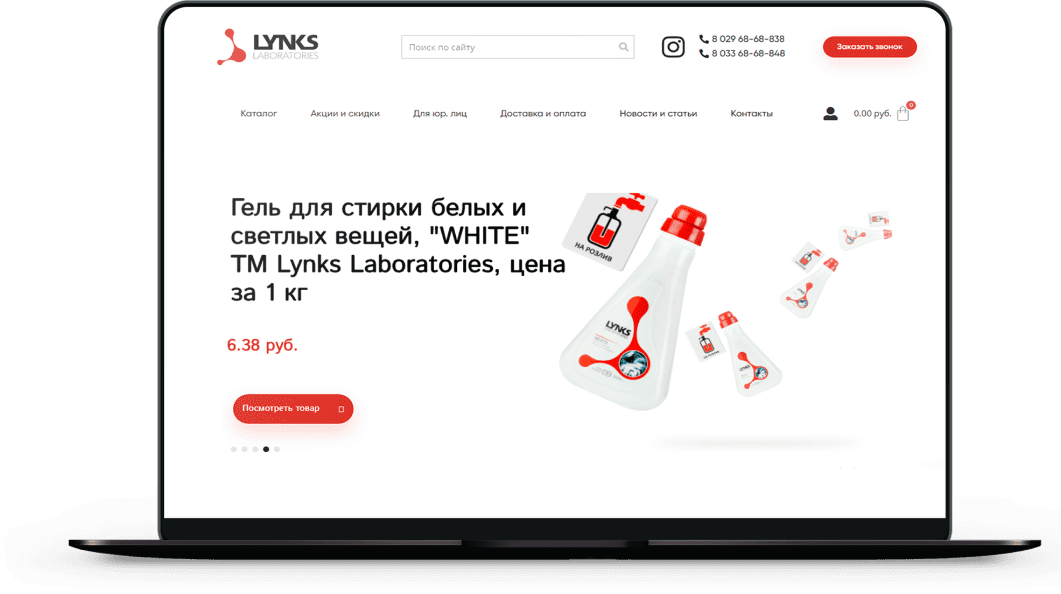 LYNKS
LABORATORIES
Поиск по сайту
8 029 68-68-838
8 033 68-68-848
Заказать звонок
Каталог
Акции и скидки
Для юр. лиц
Доставка и оплата
Новости и статьи
Контакты
0.00 руб.
0
Гель для стирки белых и
светлых вещей, "WHITE"
ТМ Lynks Laboratories, цена
за 1 кг
6.38 руб.
Посмотреть товар
НА РОЗЛИВ
LYNKS
НА РОЗЛИВ